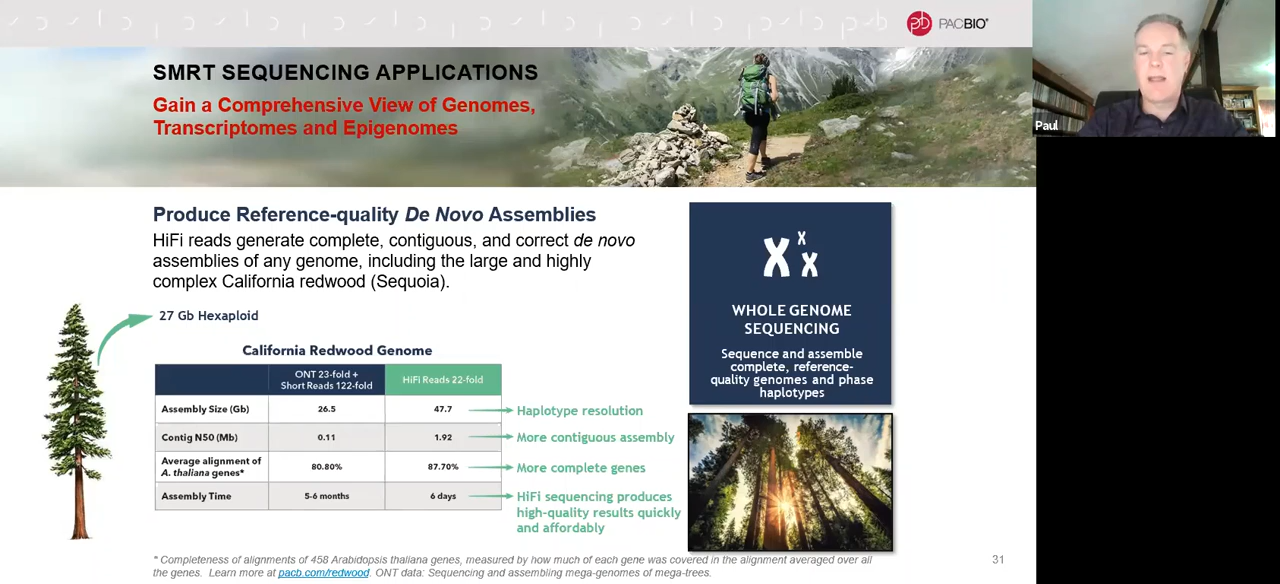 PACBIO®
Paul
SMRT SEQUENCING APPLICATIONS
Gain a Comprehensive View of Genomes,
Transcriptomes and Epigenomes
Produce Reference-quality De Novo Assemblies
HiFi reads generate complete, contiguous, and correct de novo
assemblies of any genome, including the large and highly
complex California redwood (Sequoia).
27 Gb Hexaploid
California Redwood Genome
ONT 23-fold +
Short Reads 122-fold
HiFi Reads 22-fold
Assembly Size (Gb) 26.5 47.7 Haplotype resolution
Contig N50 (Mb) 0.11 1.92 More contiguous assembly
Average alignment of
A. thaliana genes* 80.80% 87.70% More complete genes
Assembly Time 5-6 months 6 days HiFi sequencing produces
high-quality results quickly
and affordably
WHOLE GENOME
SEQUENCING
Sequence and assemble
complete, reference-
quality genomes and phase
haplotypes
* Completeness of alignments of 458 Arabidopsis thaliana genes, measured by how much of each gene was covered in the alignment averaged over all
the genes. Learn more at pacb.com/redwood. ONT data: Sequencing and assembling mega-genomes of mega-trees.
31